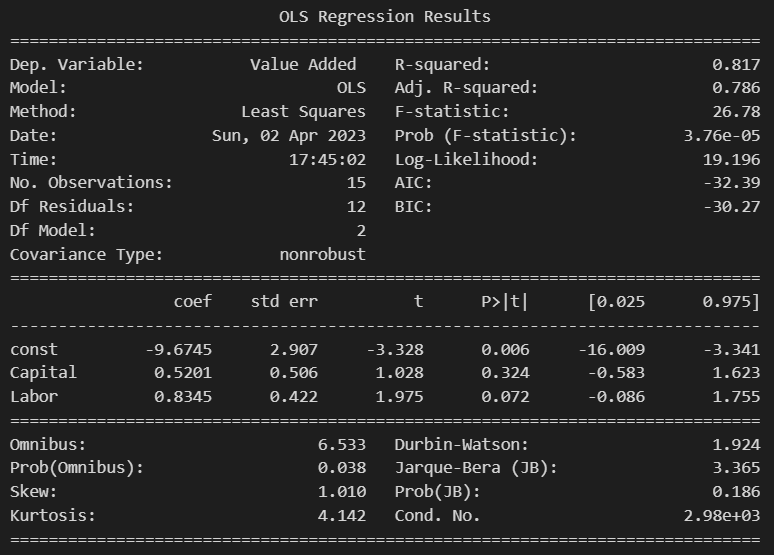 OLS Regression Results
==============================================================================
Dep. Variable:            Value Added   R-squared:                       0.817
Model:                            OLS   Adj. R-squared:                  0.786
Method:                 Least Squares   F-statistic:                     26.78
Date:                Sun, 02 Apr 2023   Prob (F-statistic):           3.76e-05
Time:                        17:45:02   Log-Likelihood:                 19.196
No. Observations:                  15   AIC:                            -32.39
Df Residuals:                      12   BIC:                            -30.27
Df Model:                           2
Covariance Type:            nonrobust
==============================================================================
                 coef    std err          t      P>|t|      [0.025      0.975]
------------------------------------------------------------------------------
const         -9.6745      2.907     -3.328      0.006     -16.009      -3.341
Capital        0.5201      0.506      1.028      0.324      -0.583       1.623
Labor          0.8345      0.422      1.975      0.072      -0.086       1.755
==============================================================================
Omnibus:                        6.533   Durbin-Watson:                   1.924
Prob(Omnibus):                  0.038   Jarque-Bera (JB):                3.365
Skew:                           1.010   Prob(JB):                        0.186
Kurtosis:                       4.142   Cond. No.                     2.98e+03
==============================================================================